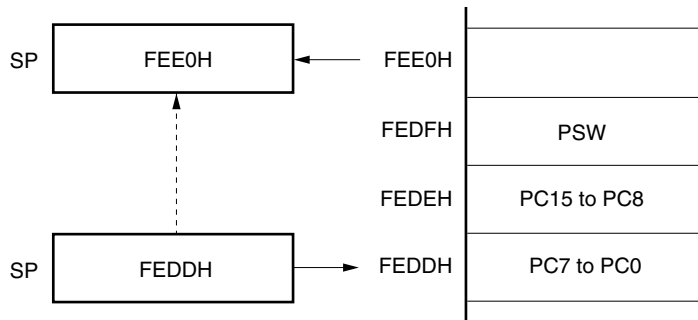 SP FEE0H FEE0H
FEDFH PSW
FEDEH PC15 to PC8
SP FEDDH FEDDH PC7 to PC0